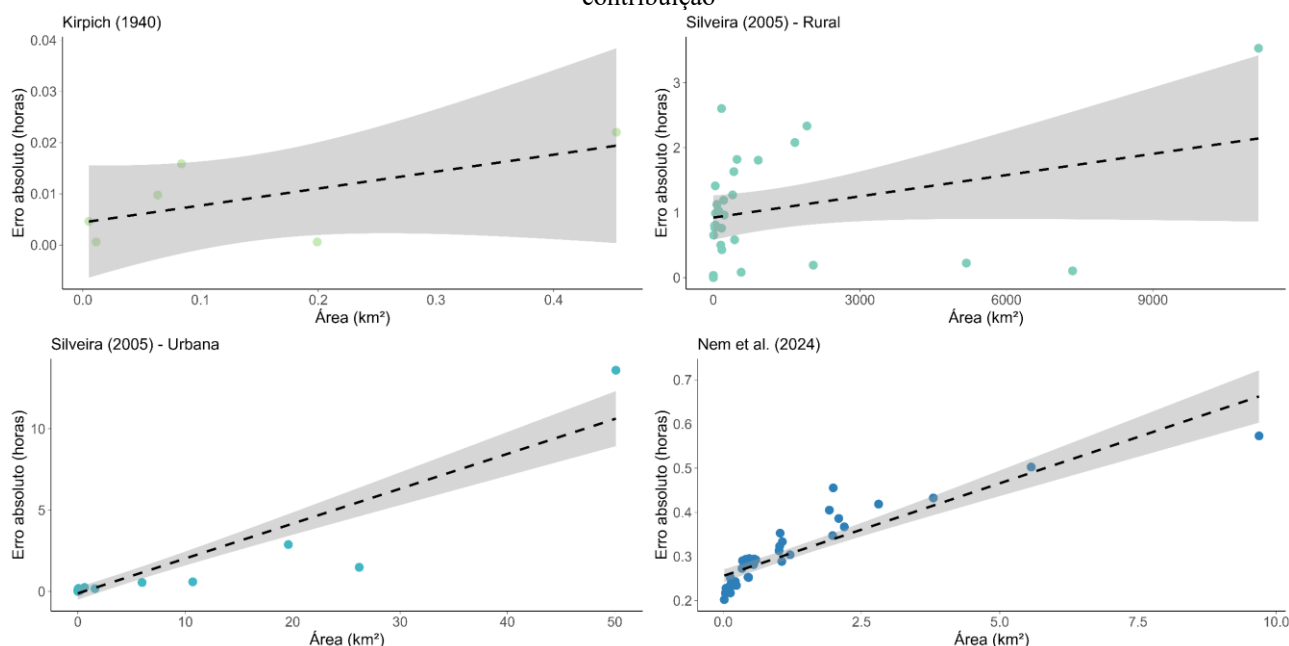 contribuição
Kirpich (1940)
Erro absoluto (horas)
0.04
0.03
0.02
0.01
0.00
0.0 0.1 0.2 0.3 0.4
Área (km²)
Silveira (2005) - Rural
Erro absoluto (horas)
3
2
1
0
0 3000 6000 9000
Área (km²)
Silveira (2005) - Urbana
Erro absoluto (horas)
10
5
0
0 10 20 30 40 50
Área (km²)
Nem et al. (2024)
Erro absoluto (horas)
0.7
0.6
0.5
0.4
0.3
0.2
0.0 2.5 5.0 7.5 10.0
Área (km²)